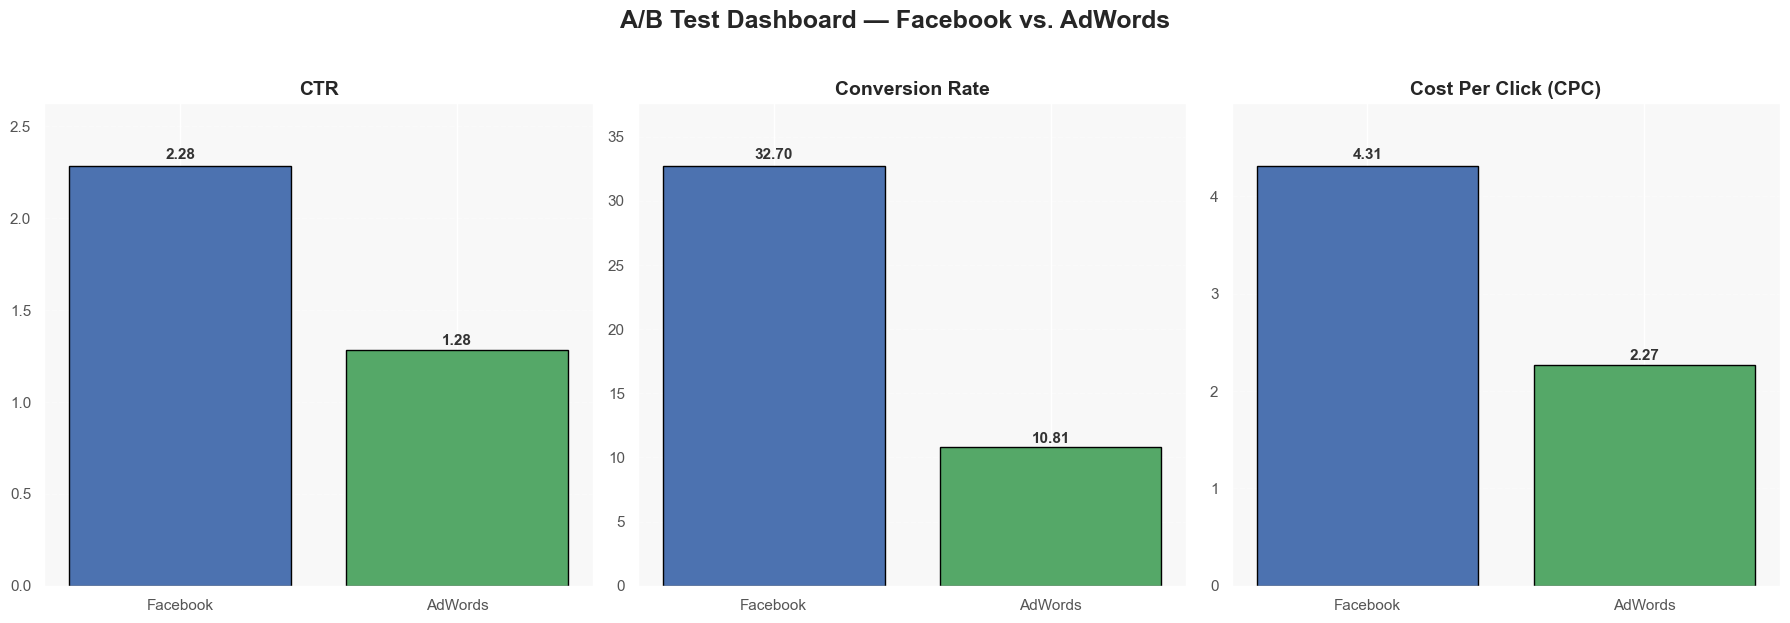 A/B Test Dashboard — Facebook vs. AdWords
CTR
2.5
2.0
1.5
1.0
0.5
0.0
2.28
1.28
Facebook
AdWords
Conversion Rate
35
30
25
20
15
10
5
0
32.70
10.81
Facebook
AdWords
Cost Per Click (CPC)
4
3
2
1
0
4.31
2.27
Facebook
AdWords